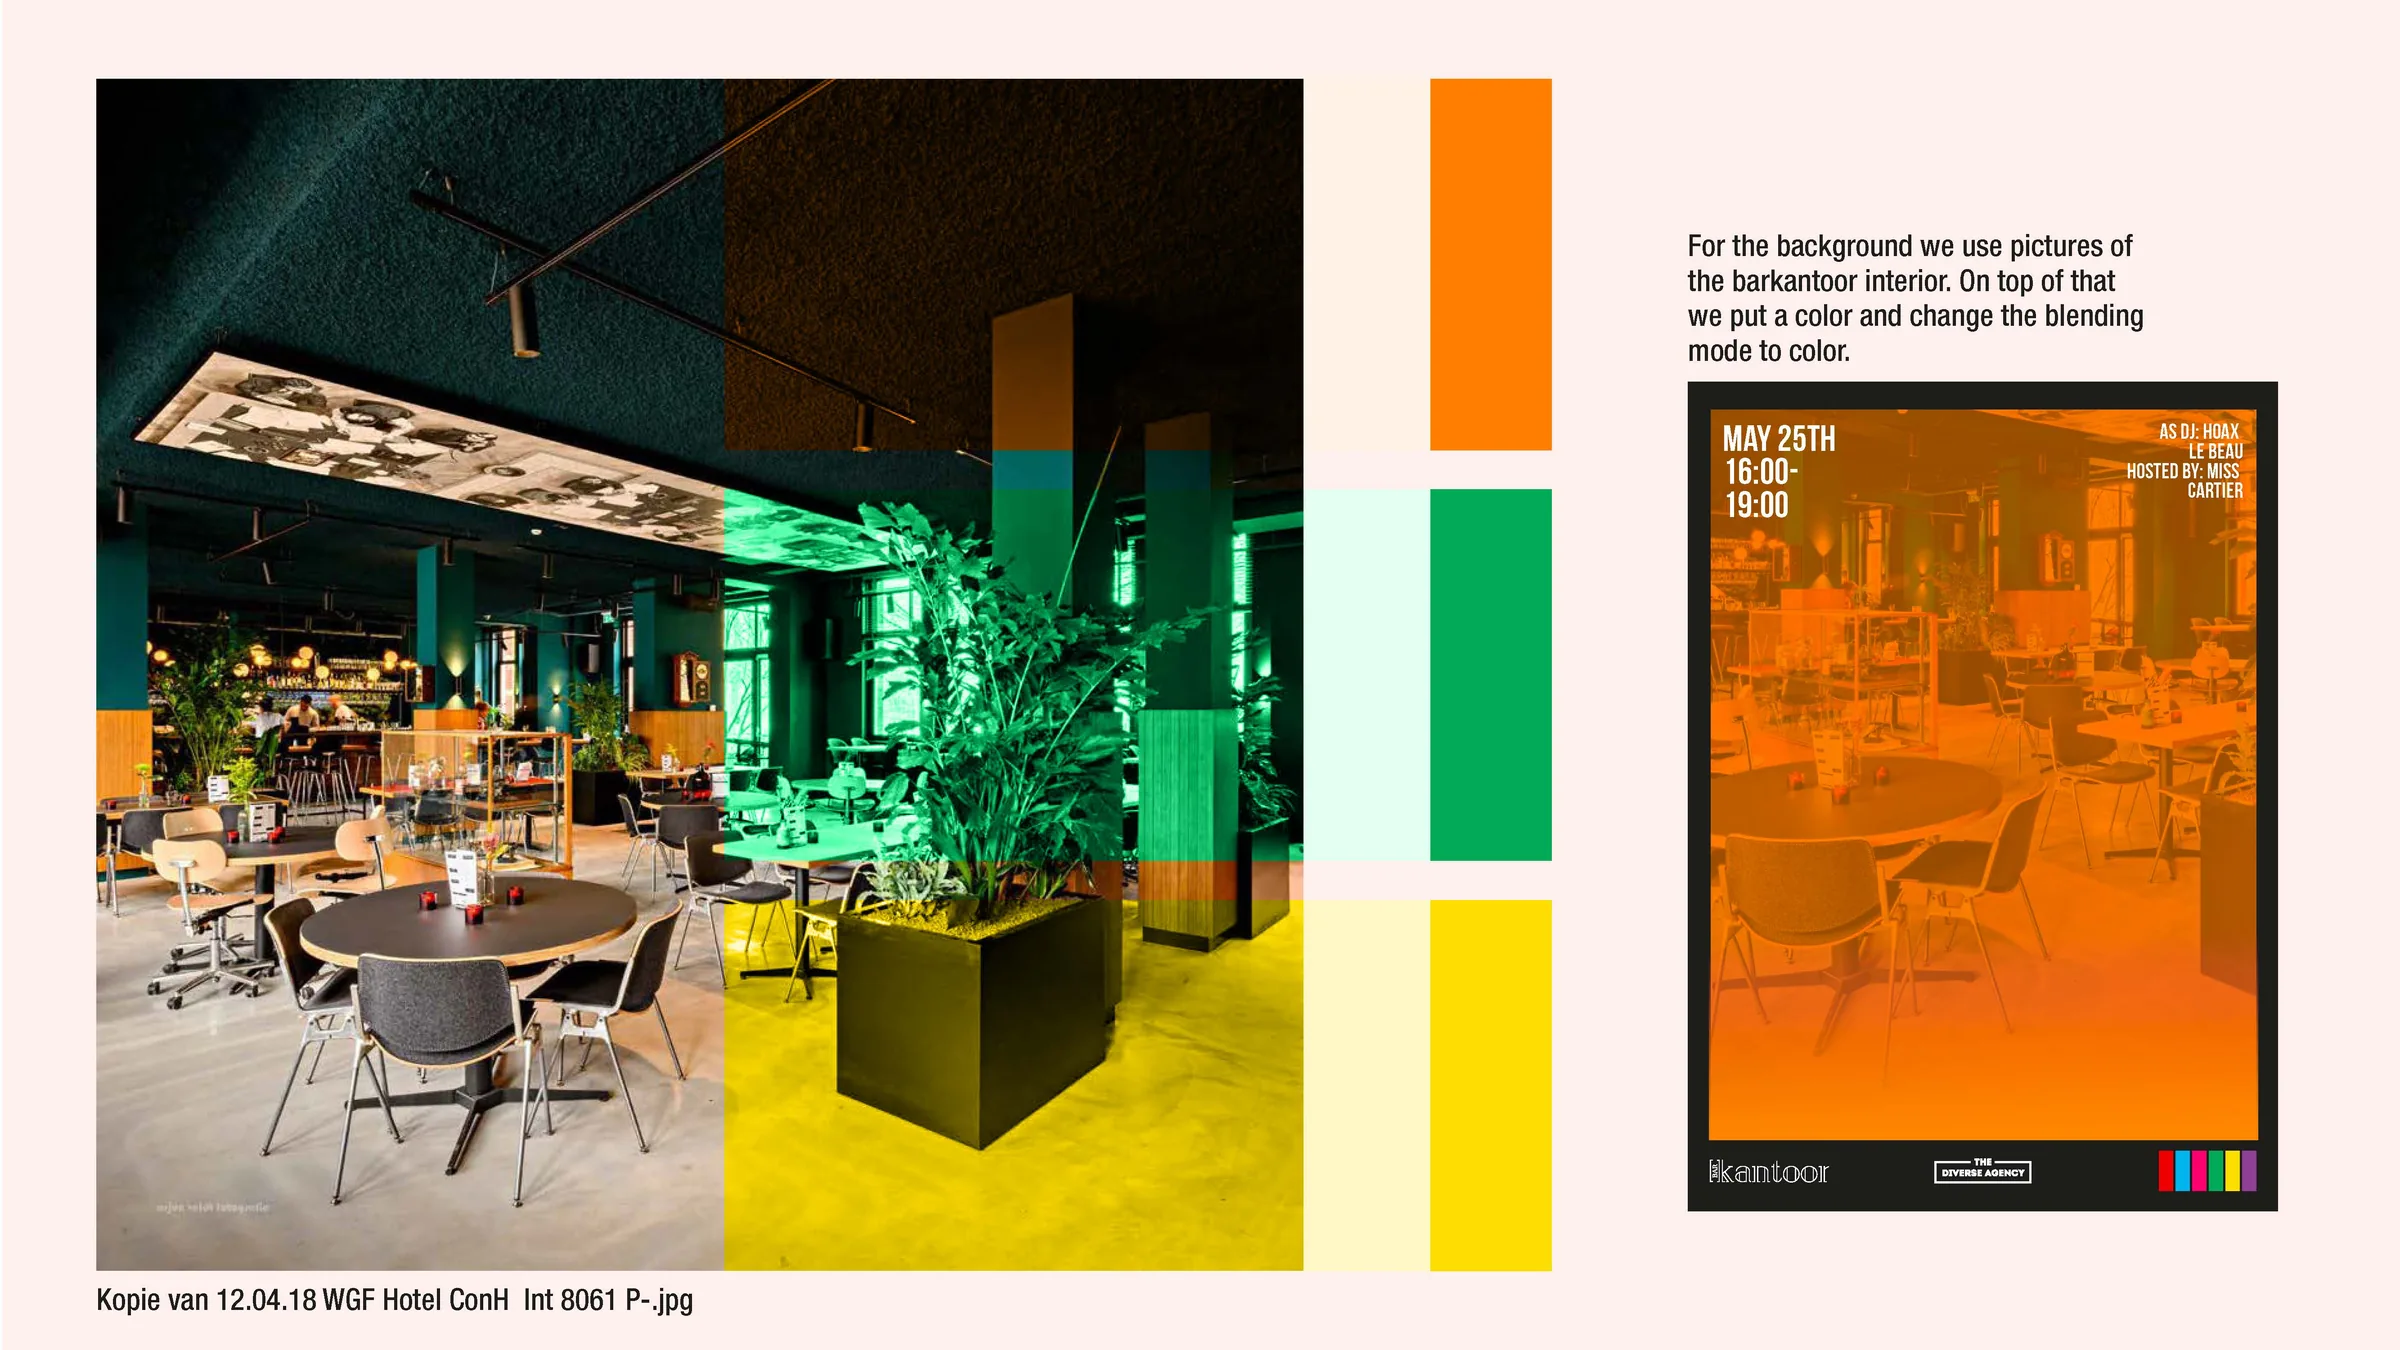 For the background we use pictures of
the barkantoor interior. On top of that
we put a color and change the blending
mode to color.
MAY 25TH
16:00-
19:00
AS DJ: HOAX
LE BEAU
HOSTED BY: MISS
CARTIER
BAR kantoor
THE
DIVERSE AGENCY
Kopie van 12.04.18 WGF Hotel ConH  Int 8061 P-.jpg